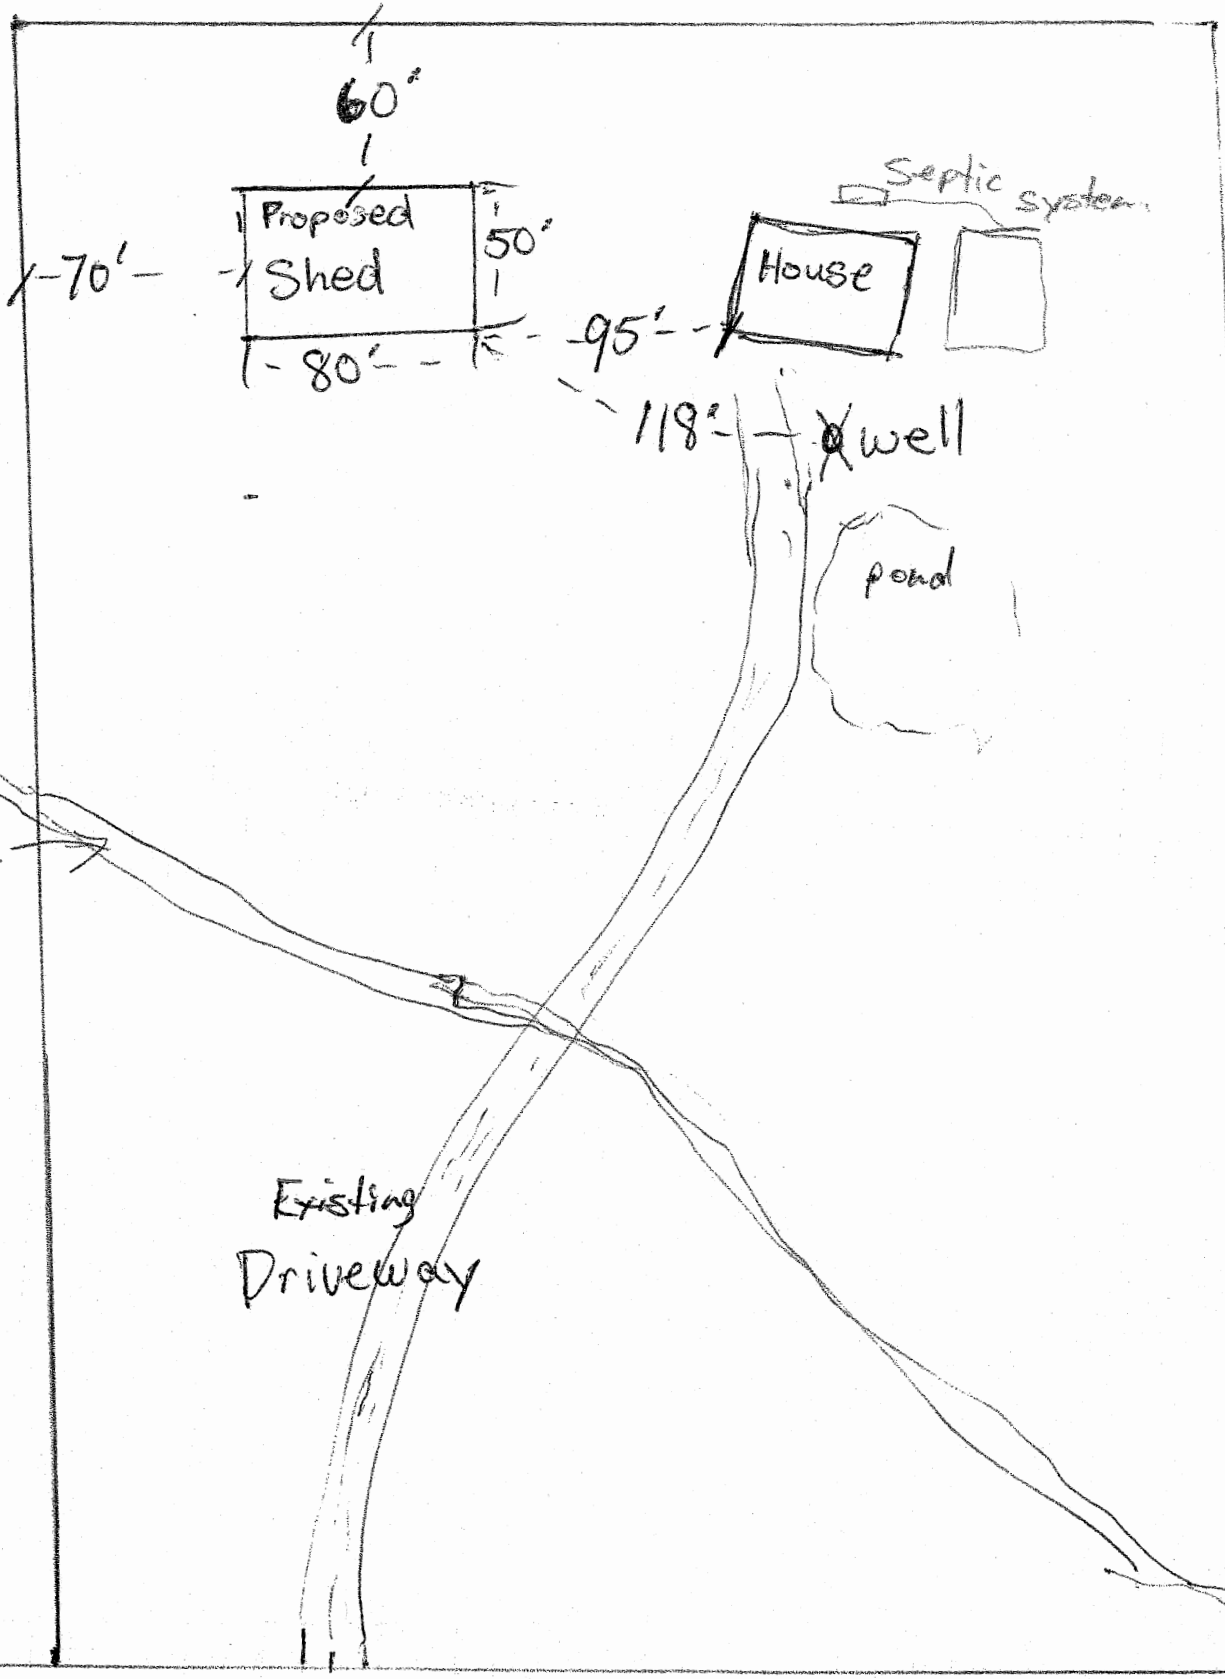 60'
Septic
system
Proposed
Shed
50'
House
70'
95'
80'
118'
well
pond
Existing
Driveway